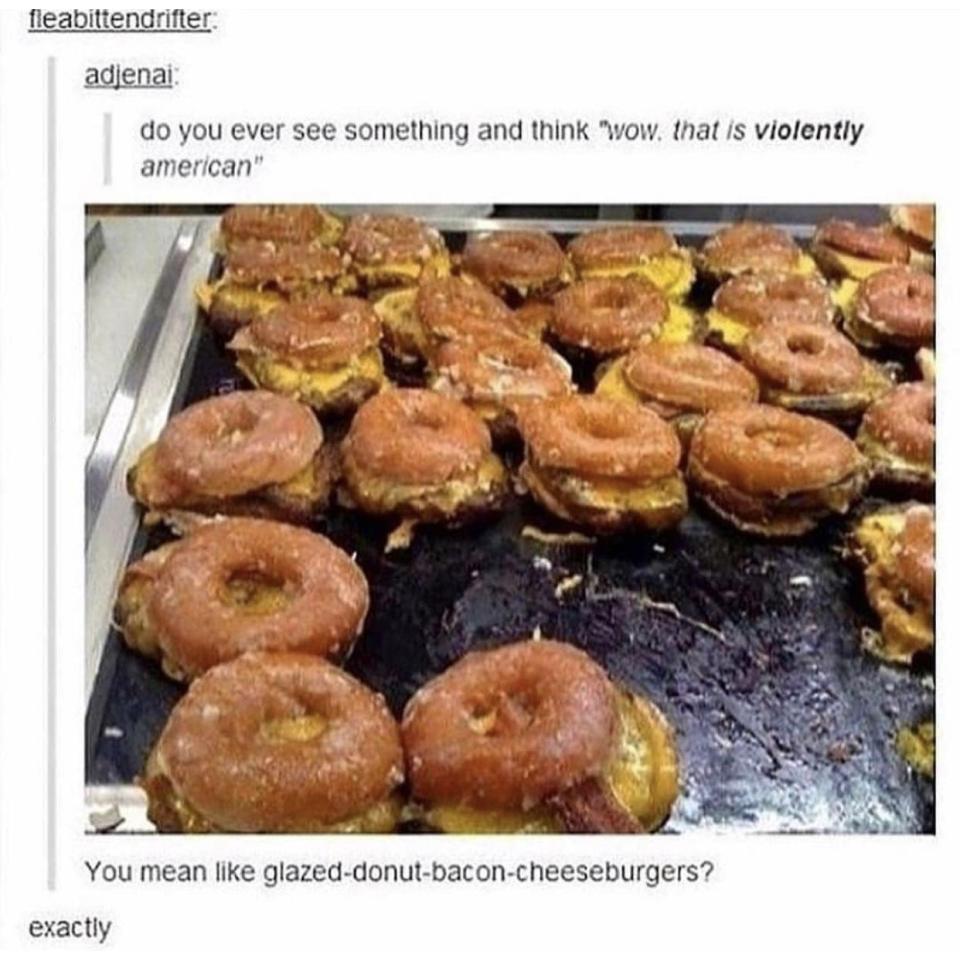 fleabittendrifter:
adjenai:
do you ever see something and think "wow. that is violently
american"
You mean like glazed-donut-bacon-cheeseburgers?
exactly